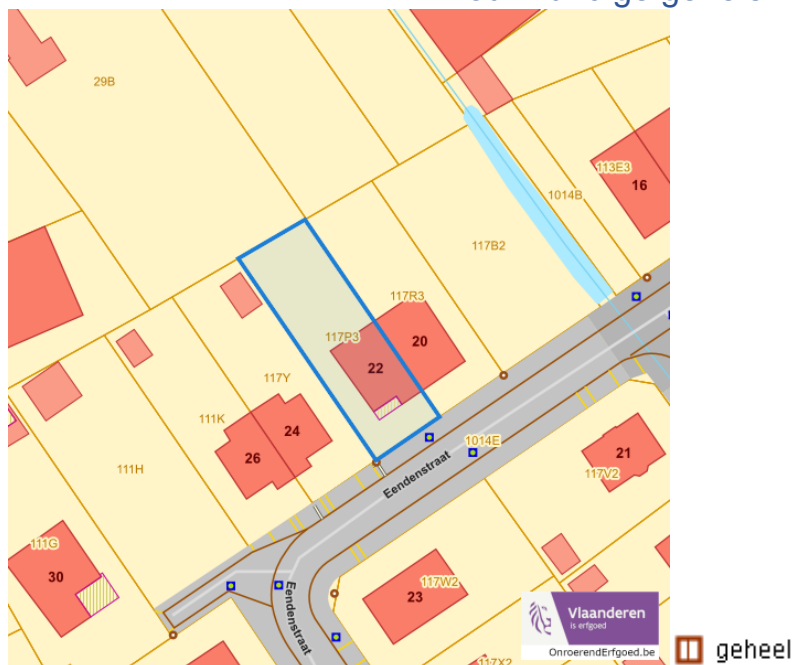 29B
113E3
16
1014B
117B2
117R3
117P3
20
22
117Y
111K
24
26
111H
1014E
Eendenstraat
21
117V2
111G
30
117W2
23
Eendenstraat
117X2
Vlaanderen
is erfgoed
OnroerendErfgoed.be
geheel